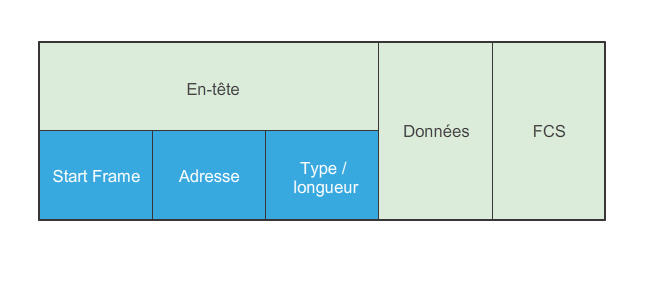 En-tête
Start Frame
Adresse
Type /
longueur
Données
FCS